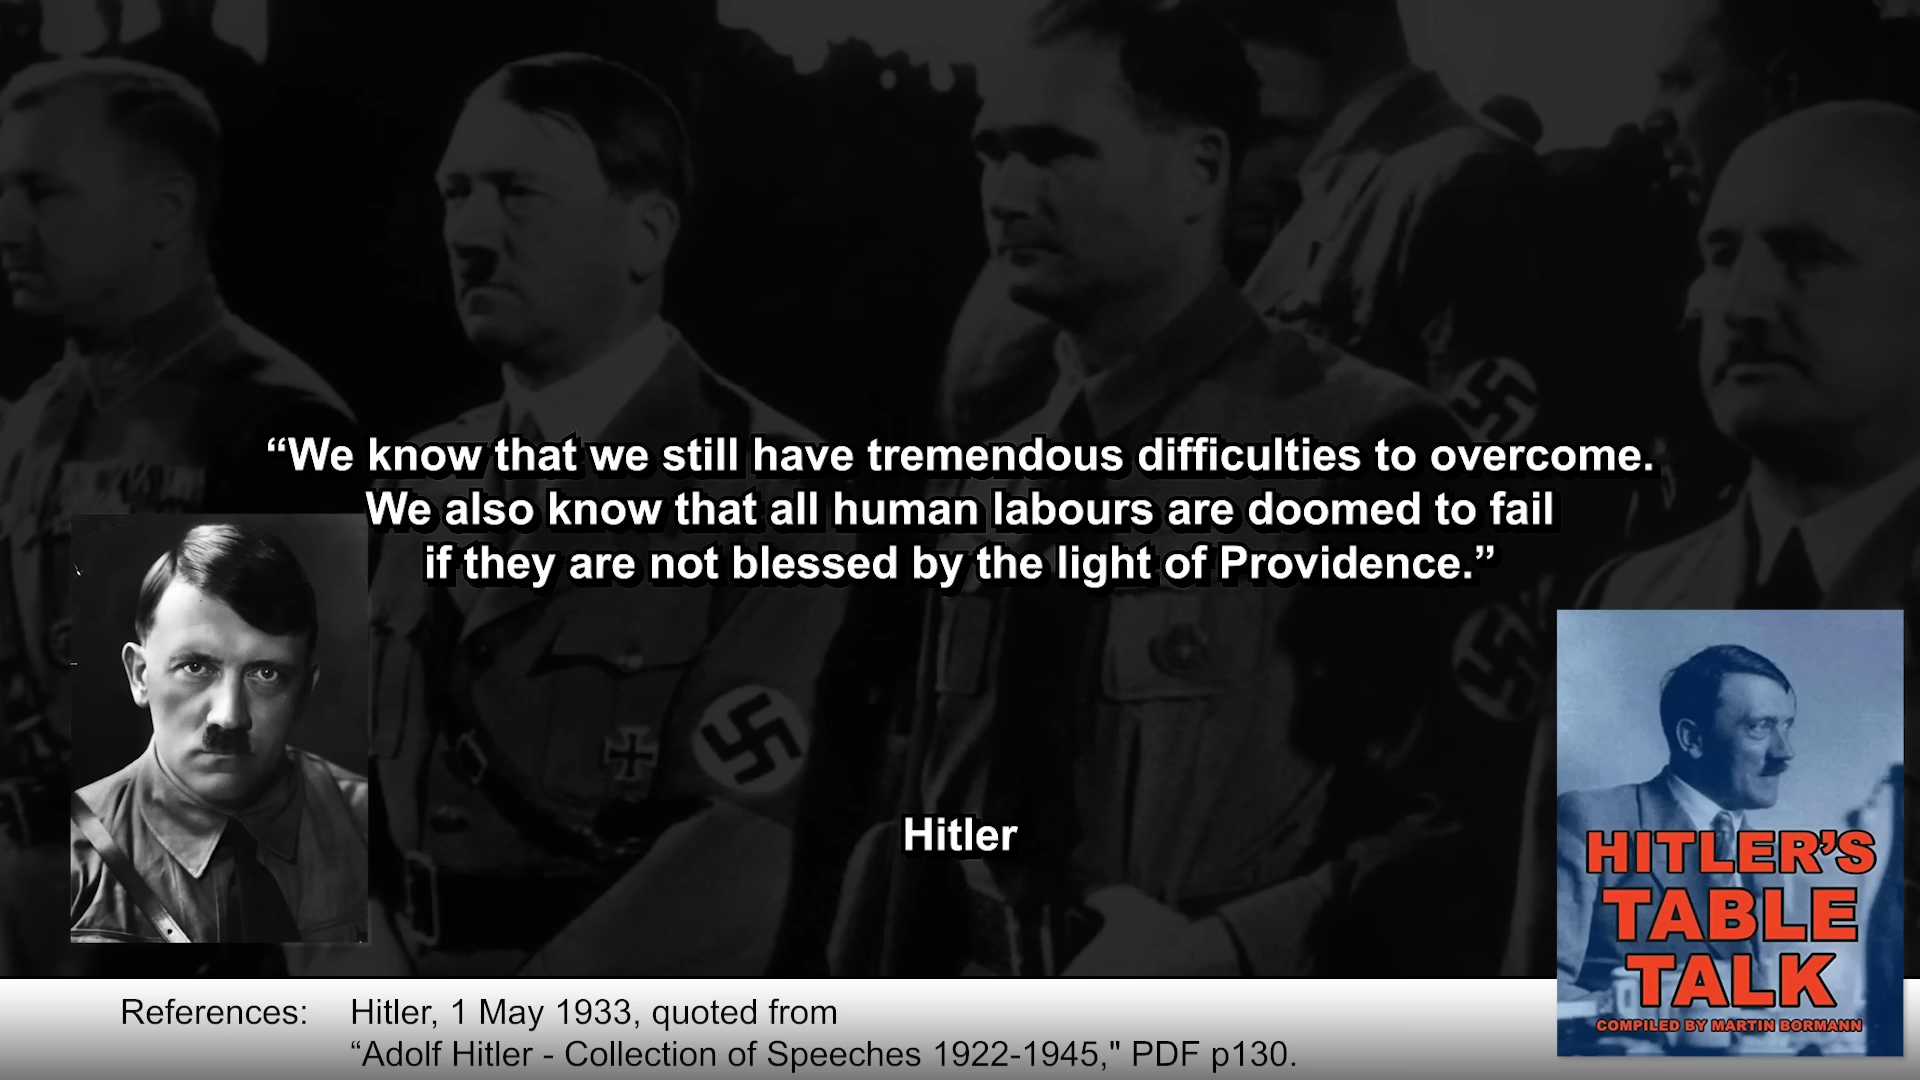 “We know that we still have tremendous difficulties to overcome.
We also know that all human labours are doomed to fail
if they are not blessed by the light of Providence.”
Hitler
HITLER’S
TABLE
TALK
COMPILED BY MARTIN BORMANN
References: Hitler, 1 May 1933, quoted from
“Adolf Hitler - Collection of Speeches 1922-1945," PDF p130.